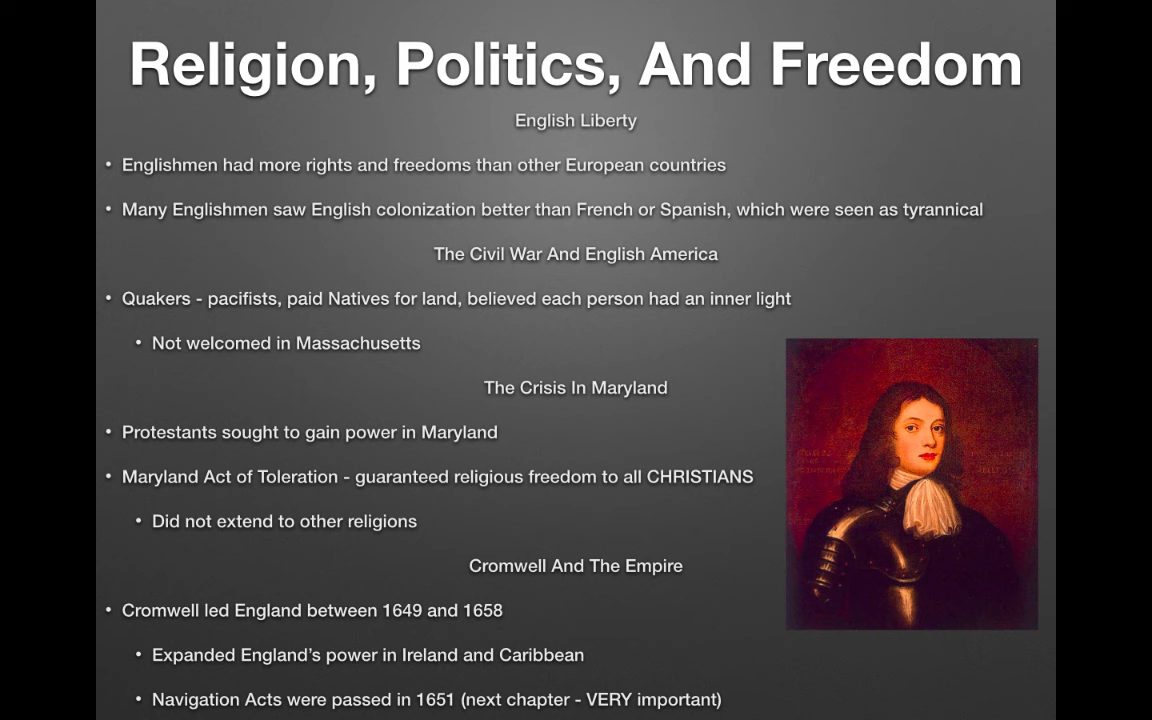 Religion, Politics, And Freedom
English Liberty
• Englishmen had more rights and freedoms than other European countries
• Many Englishmen saw English colonization better than French or Spanish, which were seen as tyrannical
The Civil War And English America
• Quakers - pacifists, paid Natives for land, believed each person had an inner light
• Not welcomed in Massachusetts
The Crisis In Maryland
• Protestants sought to gain power in Maryland
• Maryland Act of Toleration - guaranteed religious freedom to all CHRISTIANS
• Did not extend to other religions
Cromwell And The Empire
• Cromwell led England between 1649 and 1658
• Expanded England’s power in Ireland and Caribbean
• Navigation Acts were passed in 1651 (next chapter - VERY important)